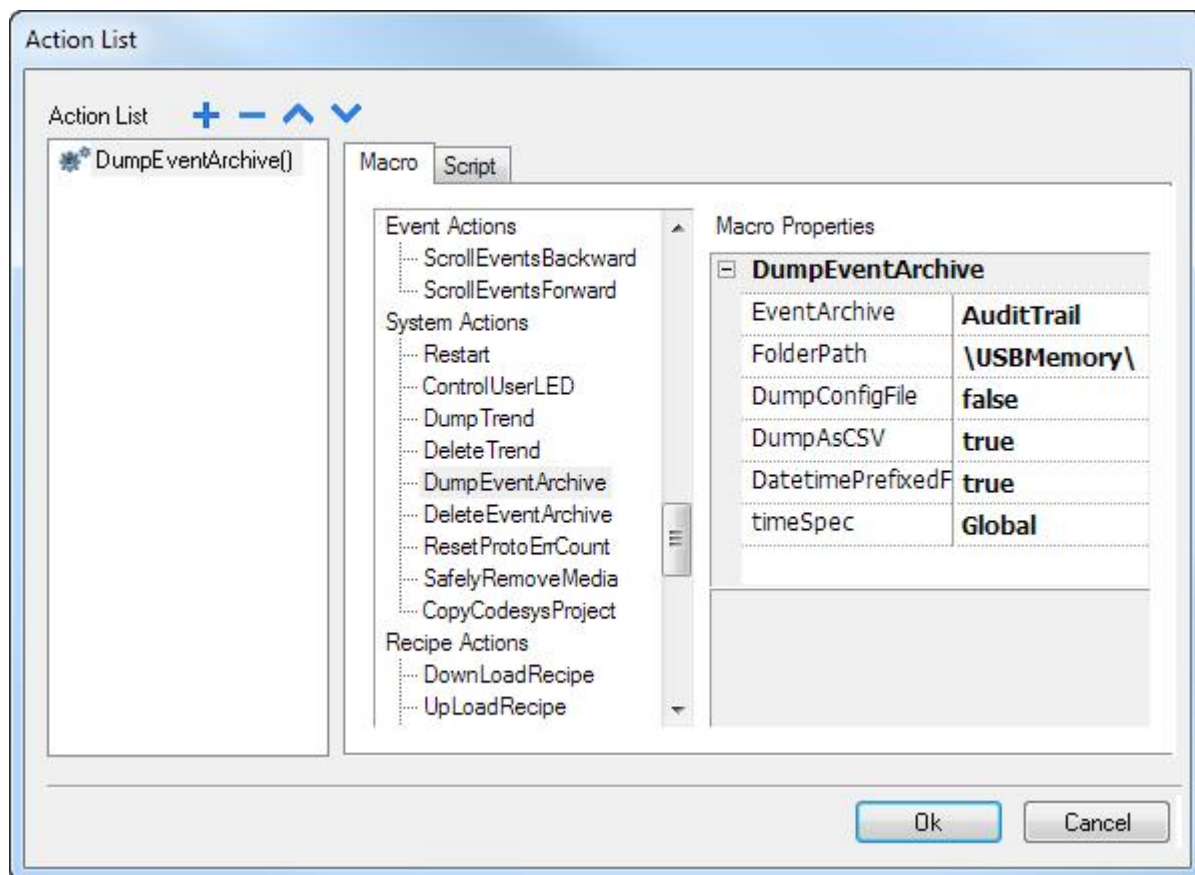 Action List
Action List
DumpEventArchive()
Macro
Script
Event Actions
ScrollEventsBackward
ScrollEventsForward
System Actions
Restart
ControlUserLED
DumpTrend
DeleteTrend
DumpEventArchive
DeleteEventArchive
ResetProtoErrCount
SafelyRemoveMedia
CopyCodesysProject
Recipe Actions
DownLoadRecipe
UpLoadRecipe
Macro Properties
DumpEventArchive
EventArchive AuditTrail
FolderPath \USBMemory\
DumpConfigFile false
DumpAsCSV true
DatetimePrefixedF true
timeSpec Global
Ok
Cancel